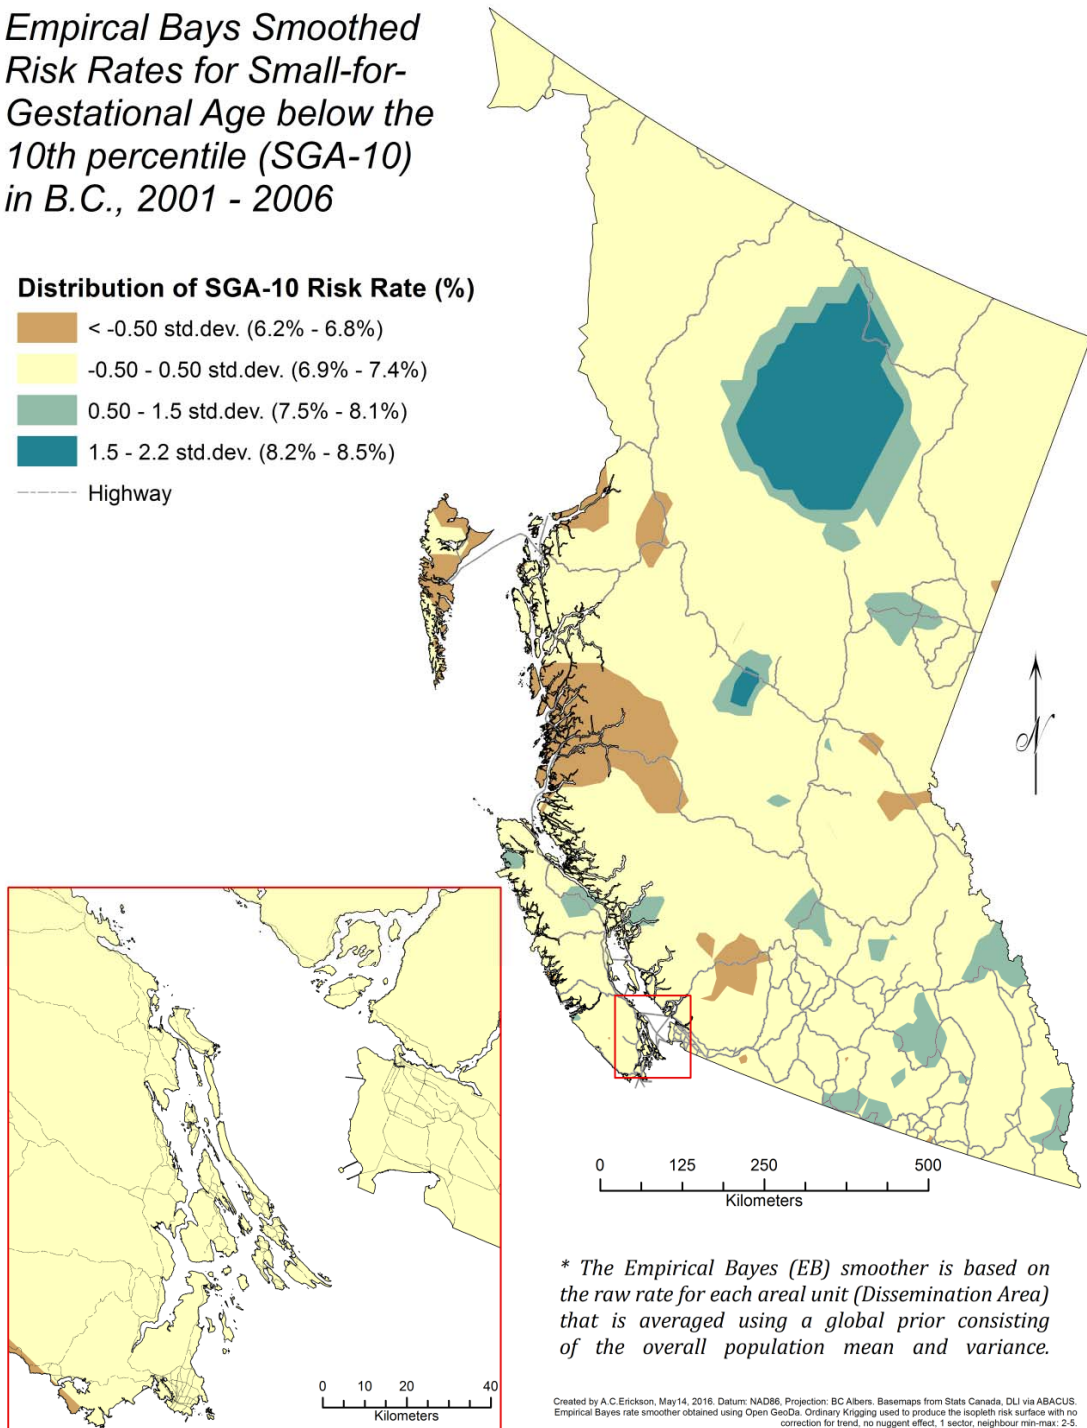 Empircal Bays Smoothed
Risk Rates for Small-for-
Gestational Age below the
10th percentile (SGA-10)
in B.C., 2001 - 2006
Distribution of SGA-10 Risk Rate (%)
< -0.50 std.dev. (6.2% - 6.8%)
-0.50 - 0.50 std.dev. (6.9% - 7.4%)
0.50 - 1.5 std.dev. (7.5% - 8.1%)
1.5 - 2.2 std.dev. (8.2% - 8.5%)
Highway
N
0 125 250 500
Kilometers
* The Empirical Bayes (EB) smoother is based on
the raw rate for each areal unit (Dissemination Area)
that is averaged using a global prior consisting
of the overall population mean and variance.
0 10 20 40
Kilometers
Created by A.C.Erickson, May14, 2016. Datum: NAD86, Projection: BC Albers. Basemaps from Stats Canada, DLI via ABACUS.
Empirical Bayes rate smoother obtained using Open GeoDa. Ordinary Krigging used to produce the isopleth risk surface with no
correction for trend, no nuggent effect, 1 sector, neighbour min-max: 2-5.